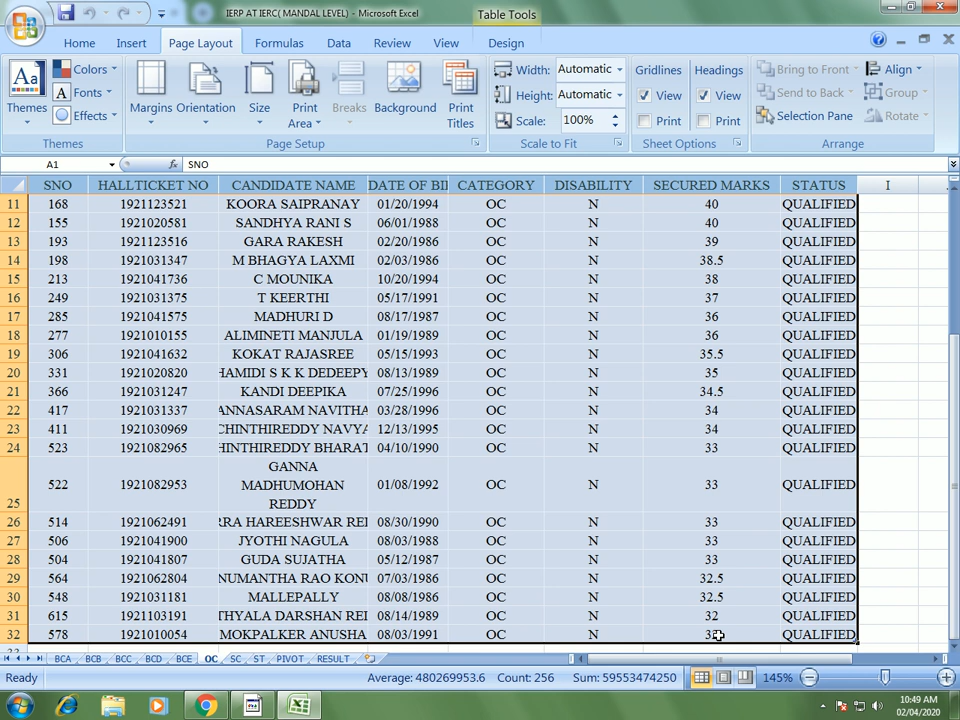 IERP AT IERC( MANDAL LEVEL) - Microsoft Excel
Table Tools
Home Insert Page Layout Formulas Data Review View Design
Themes Colors Fonts Effects
Margins Orientation Size Print Area Breaks Background Print Titles
Width: Automatic
Height: Automatic
Scale: 100%
Gridlines View Print
Headings View Print
Bring to Front Send to Back Selection Pane
Align Group Rotate
Themes Page Setup Scale to Fit Sheet Options Arrange
A1 fx SNO
SNO HALLTICKET NO CANDIDATE NAME DATE OF BI CATEGORY DISABILITY SECURED MARKS STATUS I
11 168 1921123521 KOORA SAIPRANAY 01/20/1994 OC N 40 QUALIFIED
12 155 1921020581 SANDHYA RANI S 06/01/1988 OC N 40 QUALIFIED
13 193 1921123516 GARA RAKESH 02/20/1986 OC N 39 QUALIFIED
14 198 1921031347 M BHAGYA LAXMI 02/03/1986 OC N 38.5 QUALIFIED
15 213 1921041736 C MOUNIKA 10/20/1994 OC N 38 QUALIFIED
16 249 1921031375 T KEERTHI 05/17/1991 OC N 37 QUALIFIED
17 285 1921041575 MADHURI D 08/17/1987 OC N 36 QUALIFIED
18 277 1921010155 ALIMINETI MANJULA 01/19/1989 OC N 36 QUALIFIED
19 306 1921041632 KOKAT RAJASREE 05/15/1993 OC N 35.5 QUALIFIED
20 331 1921020820 HAMIDI S K K DEDEEPY 08/13/1989 OC N 35 QUALIFIED
21 366 1921031247 KANDI DEEPIKA 07/25/1996 OC N 34.5 QUALIFIED
22 417 1921031337 ANNASARAM NAVITHA 03/28/1996 OC N 34 QUALIFIED
23 411 1921030969 CHINTHIREDDY NAVYA 12/13/1995 OC N 34 QUALIFIED
24 523 1921082965 HINTHIREDDY BHARAT 04/10/1990 OC N 33 QUALIFIED
25 522 1921082953 GANNA MADHUMOHAN REDDY 01/08/1992 OC N 33 QUALIFIED
26 514 1921062491 RRA HAREESHWAR REI 08/30/1990 OC N 33 QUALIFIED
27 506 1921041900 JYOTHI NAGULA 08/03/1988 OC N 33 QUALIFIED
28 504 1921041807 GUDA SUJATHA 05/12/1987 OC N 33 QUALIFIED
29 564 1921062804 NUMANTHA RAO KONU 07/03/1986 OC N 32.5 QUALIFIED
30 548 1921031181 MALLEPALLY 08/08/1986 OC N 32.5 QUALIFIED
31 615 1921103191 THYALA DARSHAN REI 08/14/1989 OC N 32 QUALIFIED
32 578 1921010054 MOKPALKER ANUSHA 08/03/1991 OC N QUALIFIED
BCA BCB BCC BCD BCE OC SC ST PIVOT RESULT
Ready Average: 480269953.6 Count: 256 Sum: 59553474250 145%
10:49 AM
02/04/2020